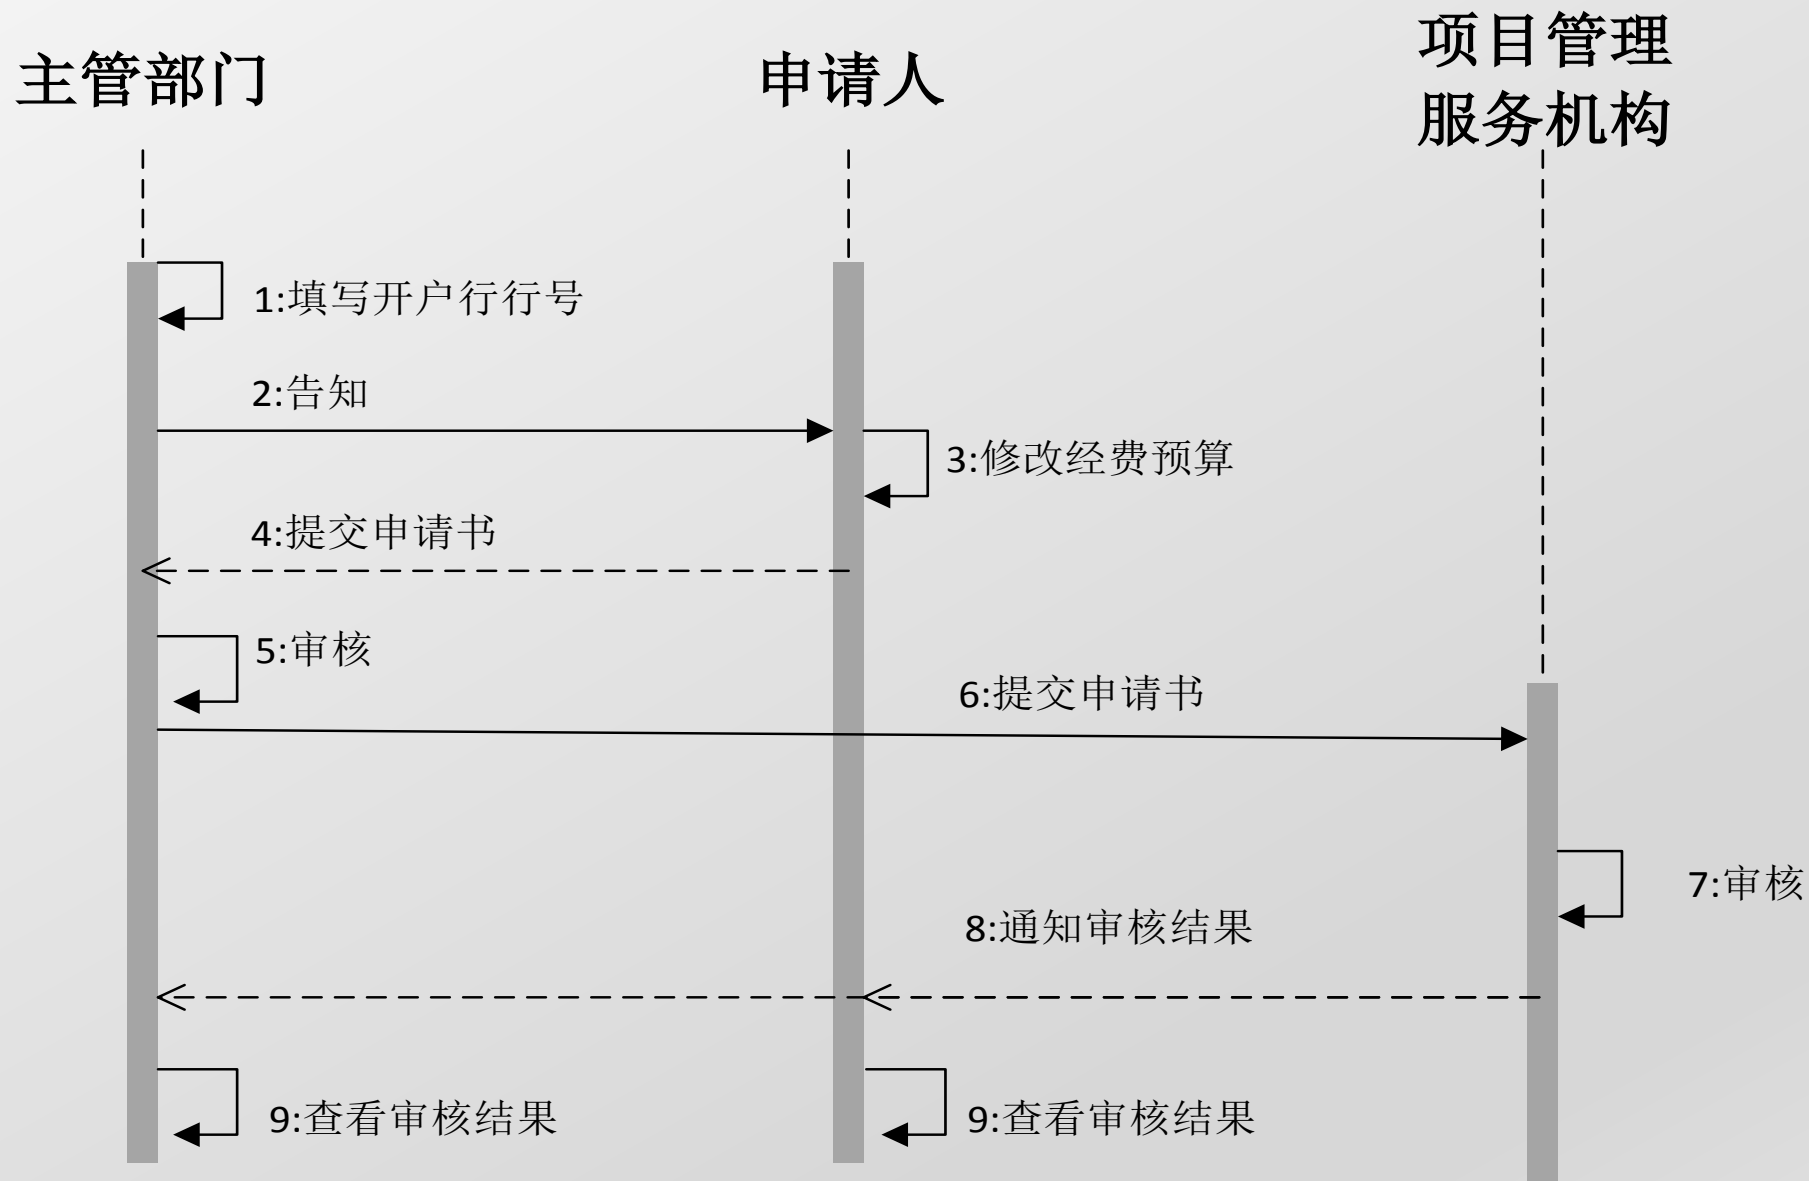 主管部门
申请人
项目管理
服务机构
1:填写开户行行号
2:告知
3:修改经费预算
4:提交申请书
5:审核
6:提交申请书
7:审核
8:通知审核结果
9:查看审核结果
9:查看审核结果